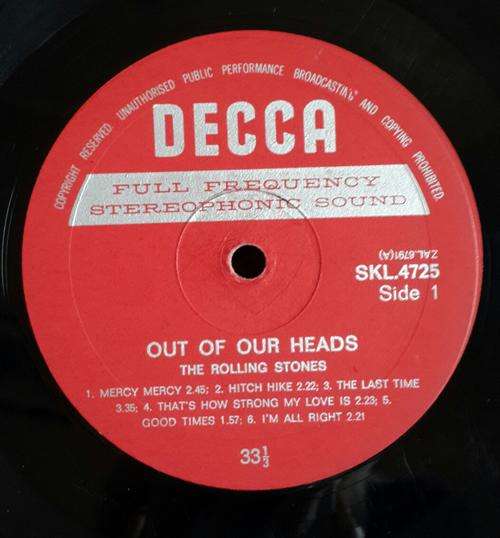 COPYRIGHT RESERVED. UNAUTHORISED PUBLIC PERFORMANCE BROADCASTING AND COPYING PROHIBITED.
DECCA
FULL FREQUENCY
STEREOPHONIC SOUND
ZAL.6791(A)
SKL.4725
Side 1
OUT OF OUR HEADS
THE ROLLING STONES
1. MERCY MERCY 2.45; 2. HITCH HIKE 2.22; 3. THE LAST TIME
3.35; 4. THAT'S HOW STRONG MY LOVE IS 2.23; 5.
GOOD TIMES 1.57; 6. I'M ALL RIGHT 2.21
33⅓